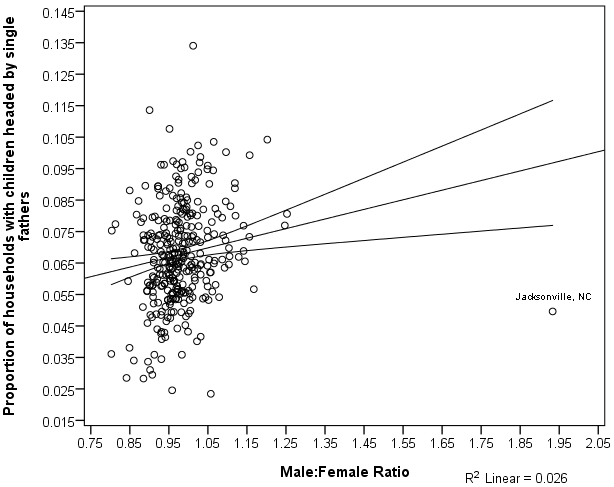 Proportion of households with children headed by single
fathers
0.145
0.135
0.125
0.115
0.105
0.095
0.085
0.075
0.065
0.055
0.045
0.035
0.025
0.015
Jacksonville, NC
0.75 0.85 0.95 1.05 1.15 1.25 1.35 1.45 1.55 1.65 1.75 1.85 1.95 2.05
Male:Female Ratio
R² Linear = 0.026